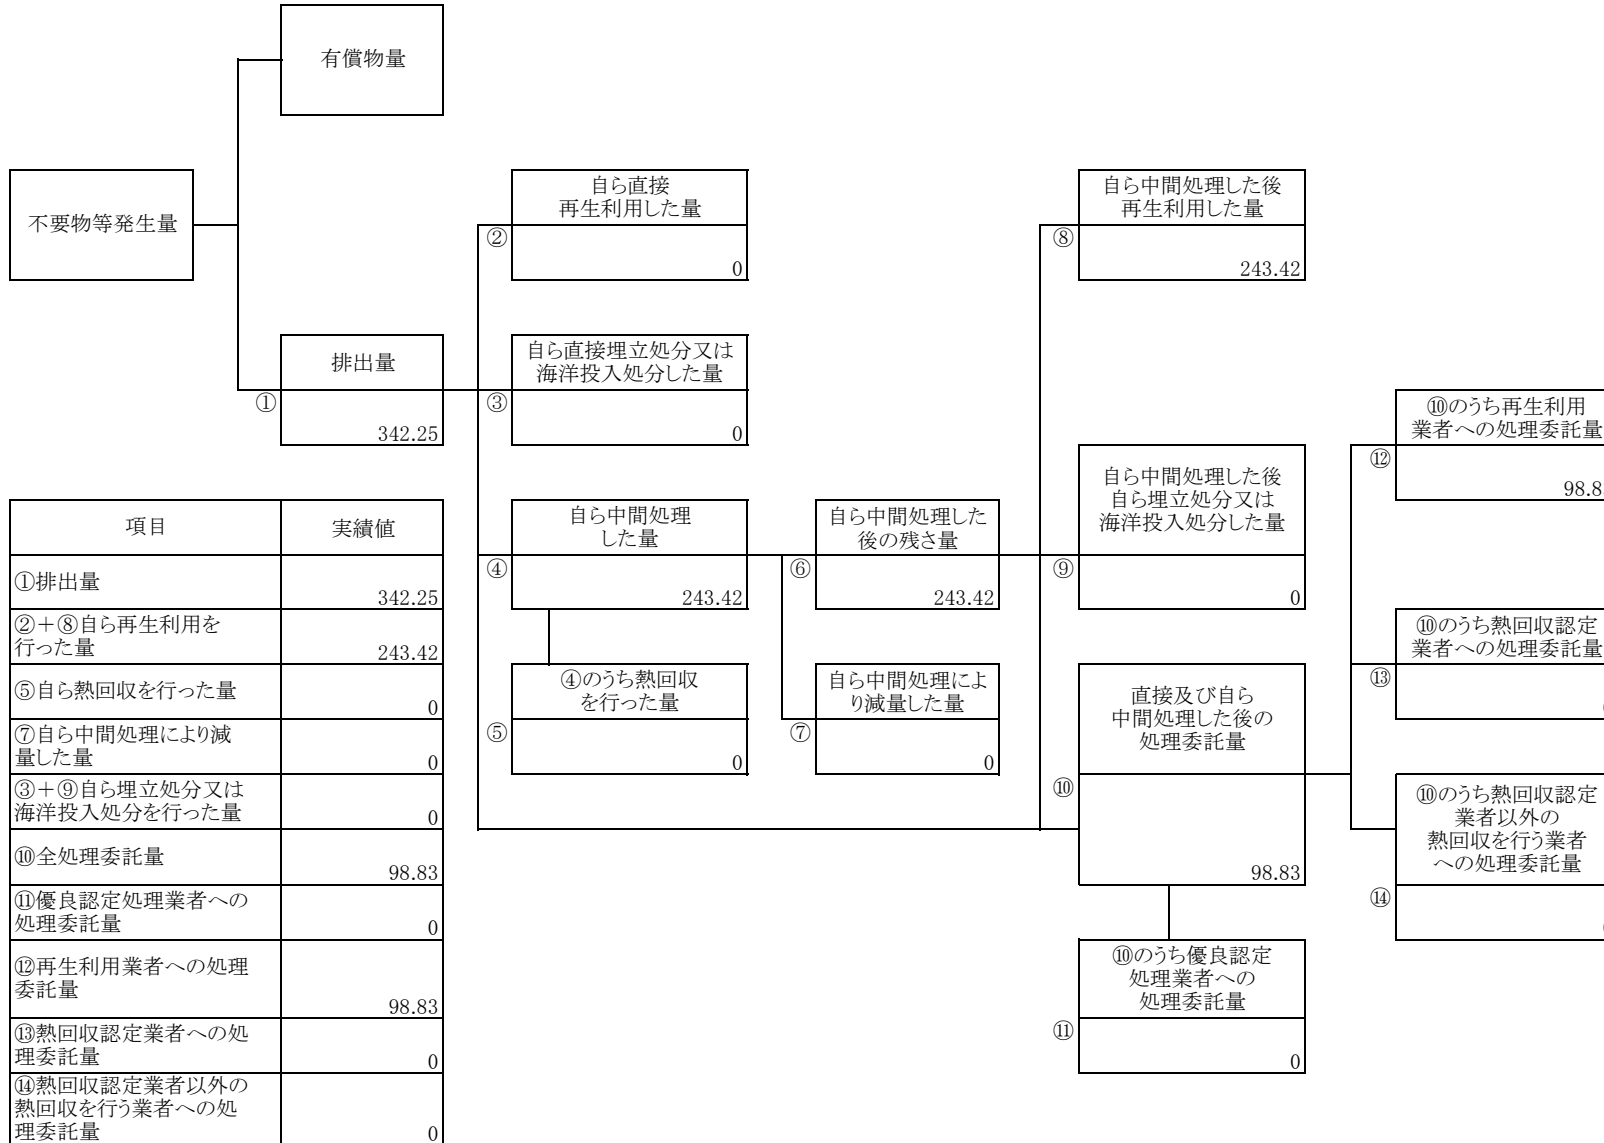 有償物量
不要物等発生量
排出量
①
342.25
自ら直接
再生利用した量
②
0
自ら直接埋立処分又は
海洋投入処分した量
③
0
自ら中間処理
した量
④
243.42
④のうち熱回収
を行った量
⑤
0
自ら中間処理した
後の残さ量
⑥
243.42
自ら中間処理によ
り減量した量
⑦
0
自ら中間処理した後
再生利用した量
⑧
243.42
自ら中間処理した後
自ら埋立処分又は
海洋投入処分した量
⑨
0
直接及び自ら
中間処理した後の
処理委託量
⑩
98.83
⑩のうち優良認定
処理業者への
処理委託量
⑪
0
⑩のうち再生利用
業者への処理委託量
⑫
⑩のうち熱回収認定
業者への処理委託量
⑬
⑩のうち熱回収認定
業者以外の
熱回収を行う業者
への処理委託量
⑭
項目 実績値
①排出量 342.25
②+⑧自ら再生利用を
行った量 243.42
⑤自ら熱回収を行った量 0
⑦自ら中間処理により減
量した量 0
③+⑨自ら埋立処分又は
海洋投入処分を行った量 0
⑩全処理委託量 98.83
⑪優良認定処理業者への
処理委託量 0
⑫再生利用業者への処理
委託量 98.83
⑬熱回収認定業者への処
理委託量 0
⑭熱回収認定業者以外の
熱回収を行う業者への処
理委託量 0